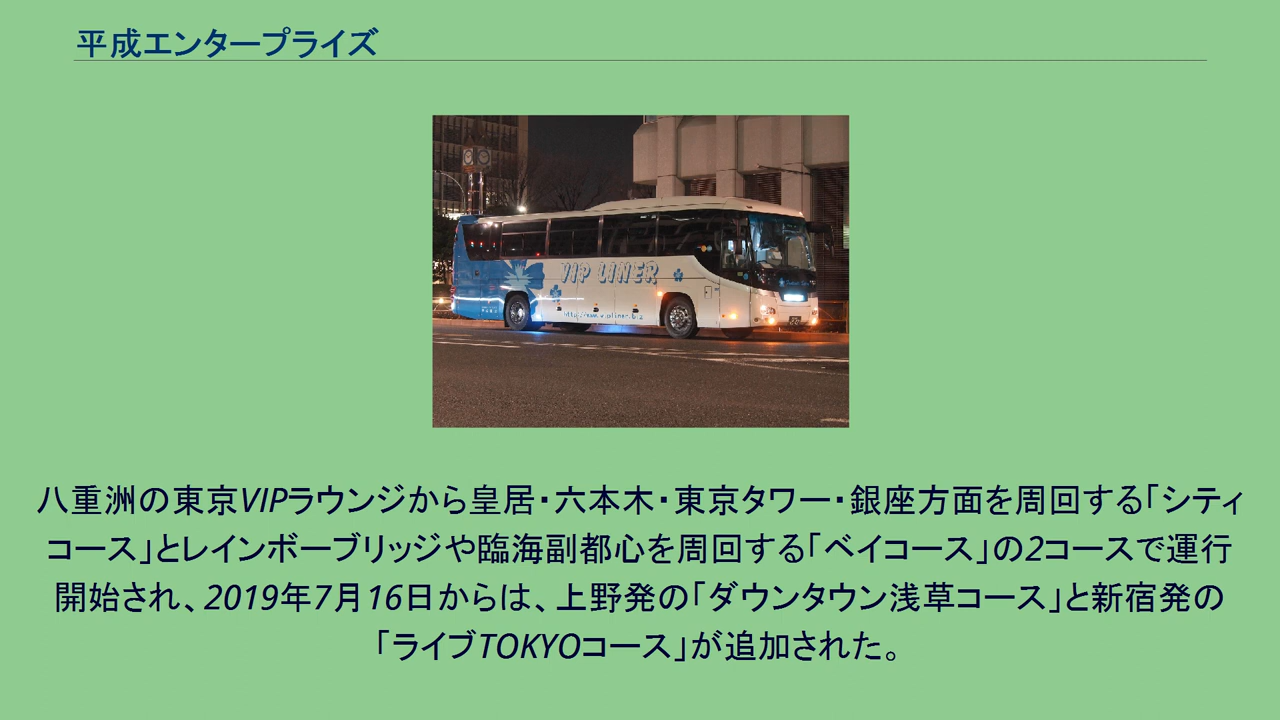 平成エンタープライズ
VIP LINER
八重洲の東京VIPラウンジから皇居・六本木・東京タワー・銀座方面を周回する「シティ
コース」とレインボーブリッジや臨海副都心を周回する「ベイコース」の2コースで運行
開始され、2019年7月16日からは、上野発の「ダウンタウン浅草コース」と新宿発の
「ライブTOKYOコース」が追加された。